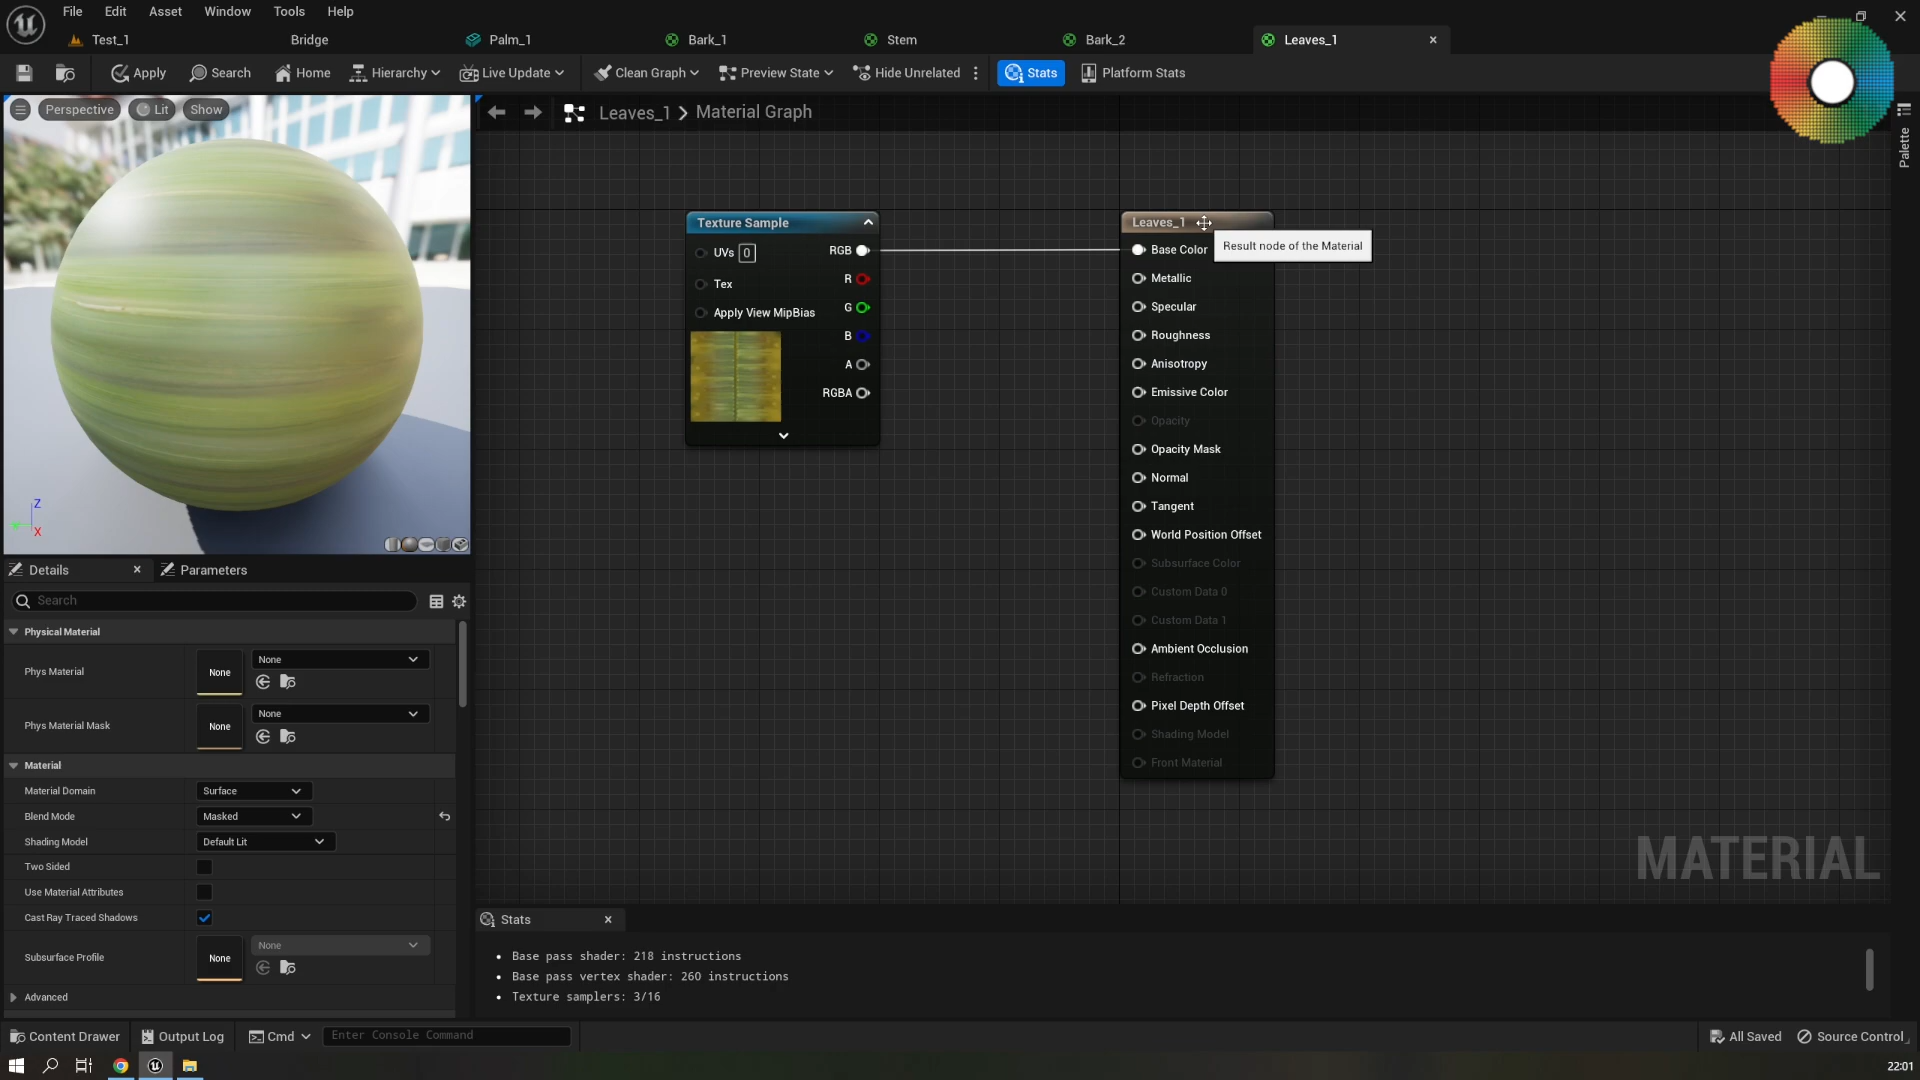 File Edit Asset Window Tools Help
Test_1 Bridge Palm_1 Bark_1 Stem Bark_2 Leaves_1
Apply Search Home Hierarchy Live Update Clean Graph Preview State Hide Unrelated Stats Platform Stats
Perspective Lit Show
Leaves_1 > Material Graph
Palette
Texture Sample
UVs 0 RGB
Tex R
Apply View MipBias G
B
A
RGBA
Leaves_1
Result node of the Material
Base Color
Metallic
Specular
Roughness
Anisotropy
Emissive Color
Opacity
Opacity Mask
Normal
Tangent
World Position Offset
Subsurface Color
Custom Data 0
Custom Data 1
Ambient Occlusion
Refraction
Pixel Depth Offset
Shading Model
Front Material
MATERIAL
Z
X
Details Parameters
Search
Physical Material
Phys Material None None
Phys Material Mask None None
Material
Material Domain Surface
Blend Mode Masked
Shading Model Default Lit
Two Sided
Use Material Attributes
Cast Ray Traced Shadows
Subsurface Profile None None
Advanced
Stats
• Base pass shader: 218 instructions
• Base pass vertex shader: 260 instructions
• Texture samplers: 3/16
Content Drawer Output Log Cmd Enter Console Command All Saved Source Control
22:01